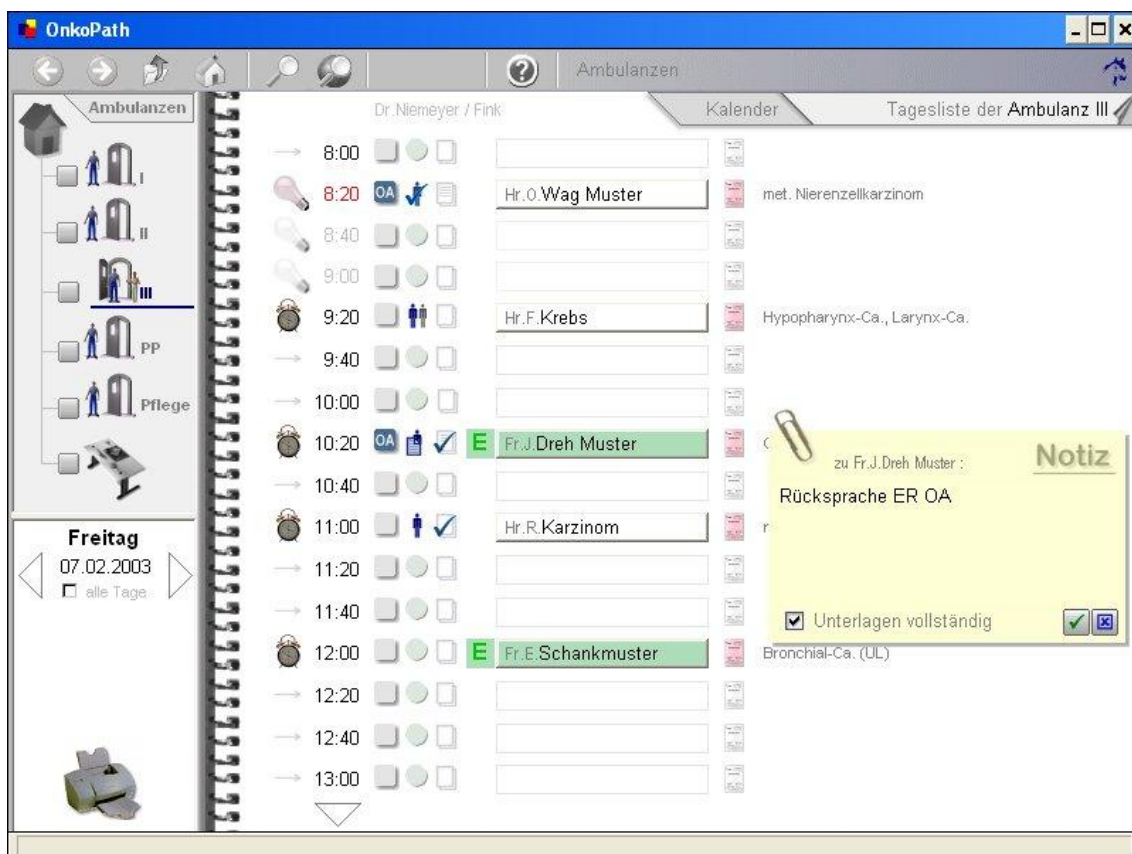 OnkoPath
Ambulanzen
Ambulanzen
Dr.Niemeyer / Fink
Kalender
Tagesliste der Ambulanz III
I
II
III
PP
Pflege
Freitag
07.02.2003
alle Tage
8:00
8:20 OA Hr.O.Wag Muster met. Nierenzellkarzinom
8:40
9:00
9:20 Hr.F.Krebs Hypopharynx-Ca., Larynx-Ca.
9:40
10:00
10:20 OA E Fr.J.Dreh Muster
10:40
11:00 Hr.R.Karzinom
11:20
11:40
12:00 E Fr.E.Schankmuster Bronchial-Ca. (UL)
12:20
12:40
13:00
Notiz
zu Fr.J.Dreh Muster :
Rücksprache ER OA
Unterlagen vollständig